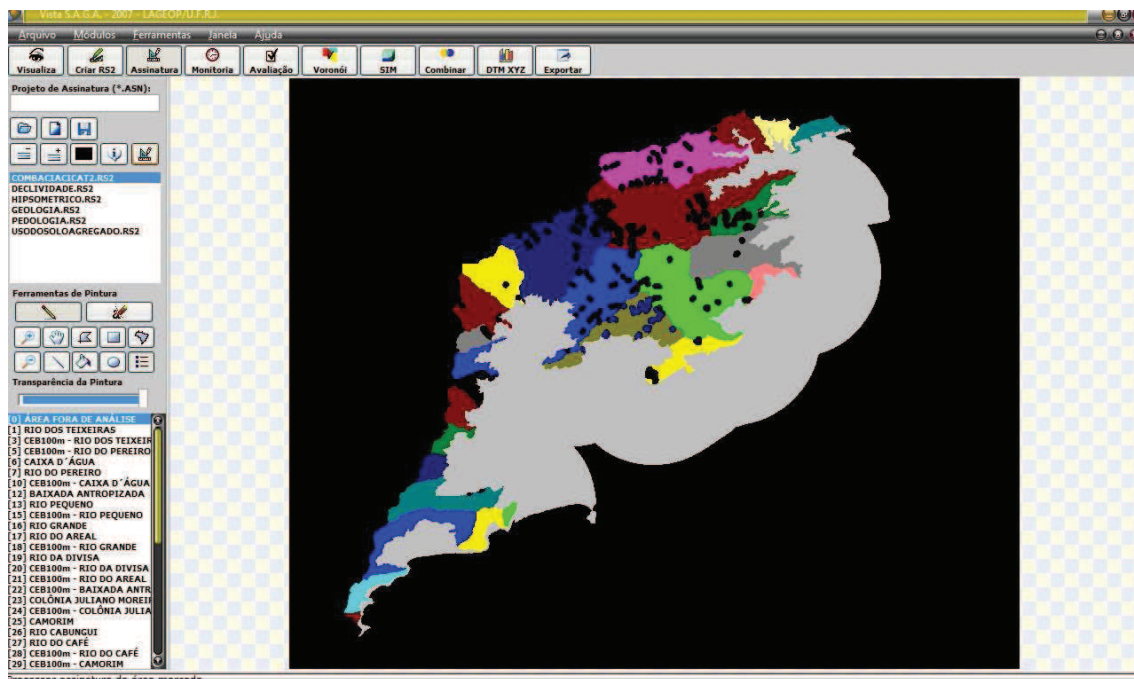 Vista S.A.G.A. - 2007 - LAGEOP/U.F.R.J.
Arquivo Módulos Ferramentas Janela Ajuda
Visualiza Criar RS2 Assinatura Monitoria Avaliação Voronói SIM Combinar DTM XYZ Exportar
Projeto de Assinatura (*.ASN):
COMBACIACICAT2.RS2
DECLIVIDADE.RS2
HIPSOMETRICO.RS2
GEOLOGIA.RS2
PEDOLOGIA.RS2
USODOSOLOAGREGADO.RS2
Ferramentas de Pintura
Transparência da Pintura
[0] ÁREA FORA DE ANÁLISE
[1] RIO DOS TEIXEIRAS
[3] CEB100m - RIO DOS TEIXEIR
[5] CEB100m - RIO DO PEREIRO
[6] CAIXA D´ÁGUA
[7] RIO DO PEREIRO
[10] CEB100m - CAIXA D´ÁGUA
[12] BAIXADA ANTROPIZADA
[13] RIO PEQUENO
[15] CEB100m - RIO PEQUENO
[16] RIO GRANDE
[17] RIO DO AREAL
[18] CEB100m - RIO GRANDE
[19] RIO DA DIVISA
[20] CEB100m - RIO DA DIVISA
[21] CEB100m - RIO DO AREAL
[22] CEB100m - BAIXADA ANTR
[23] COLÔNIA JULIANO MOREIR
[24] CEB100m - COLÔNIA JULIA
[25] CAMORIM
[26] RIO CABUNGUI
[27] RIO DO CAFÉ
[28] CEB100m - RIO DO CAFÉ
[29] CEB100m - CAMORIM